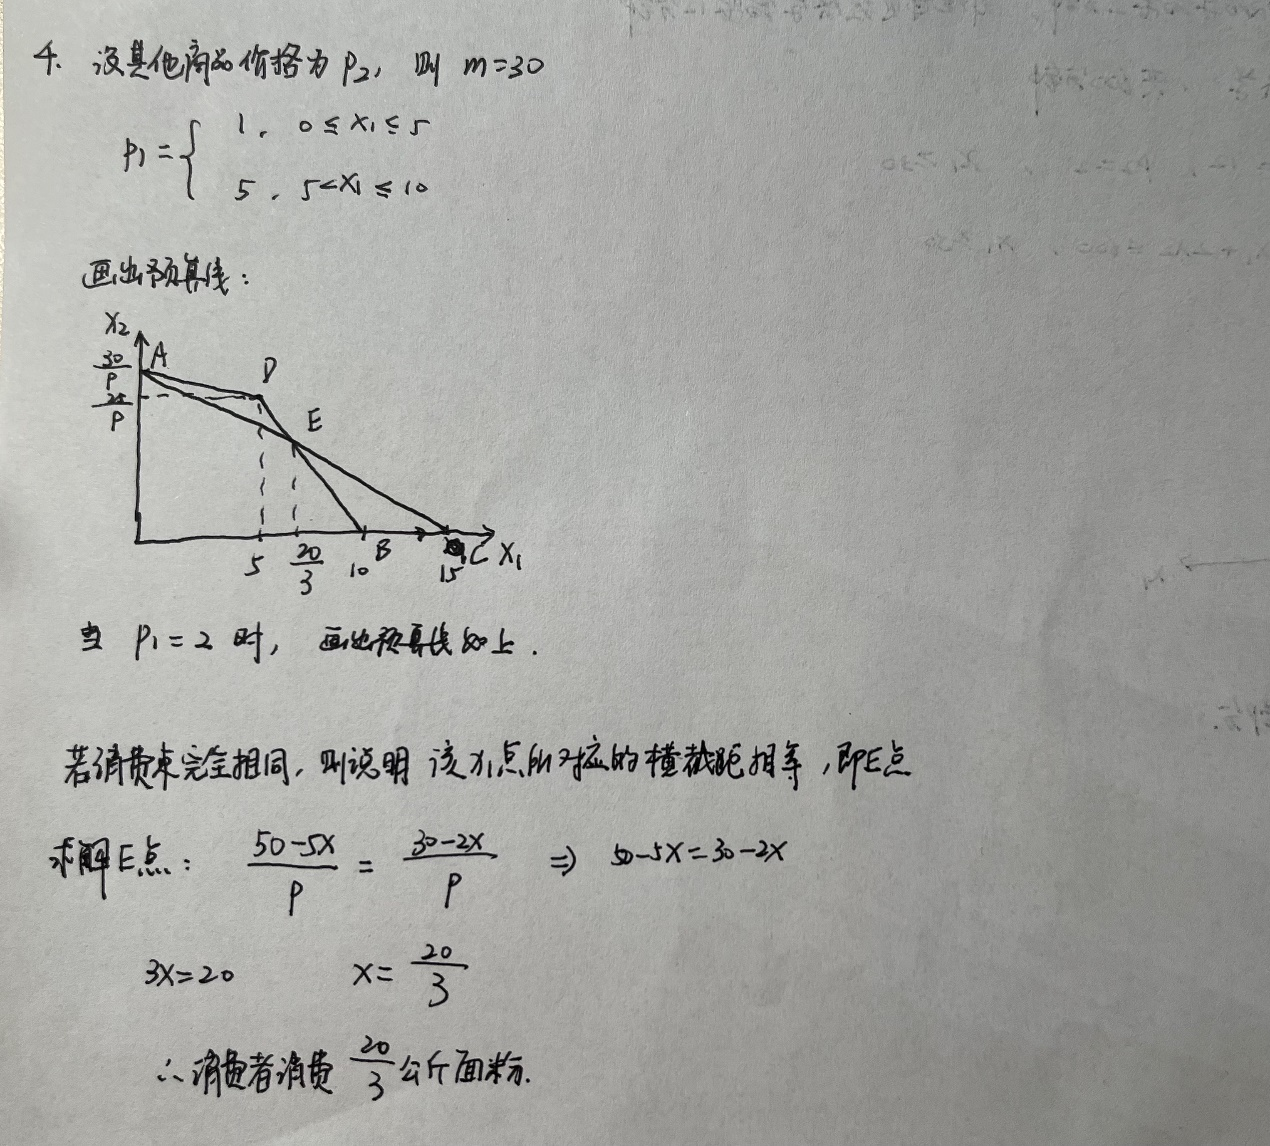 4. 设其他商品价格为 P₂, 则 m=30
P₁ = { 1, 0 ≤ X₁ ≤ 5
5, 5<X₁ ≤ 10
画出预算线:
X₂
30/P A D
25/P
E
5 20/3 10 B 15 C X₁
当 P₁ = 2 时, 画出预算线如上.
若消费束完全相同, 则说明 该X₁点所对应的横截距相等, 即E点
求解E点: (50-5X)/P = (30-2X)/P ⇒ 50-5X=30-2X
3X=20 X= 20/3
∴ 消费者消费 20/3 公斤面粉.